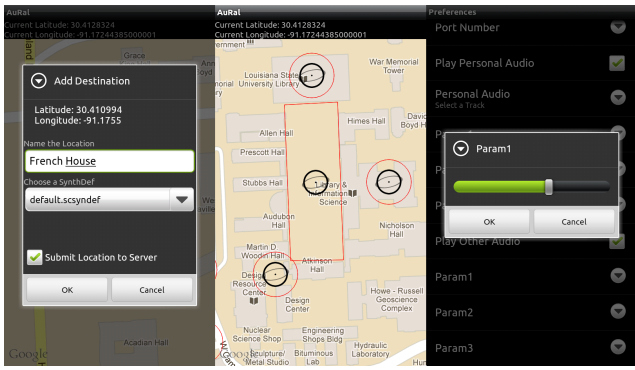 AuRal
Current Latitude: 30.4128324
Current Longitude: -91.17244385000001
Grace
Add Destination
Latitude: 30.410994
Longitude: -91.1755
Name the Location
French House
Choose a SynthDef
default.scsyndef
Submit Location to Server
OK
Cancel
Acadian Hall
Google
AuRal
Current Latitude: 30.4128324
Current Longitude: -91.17244385000001
War Memorial
Tower
Louisiana State
University Library
Himes Hall
David
Boyd H
Allen Hall
Prescott Hall
Stubbs Hall
Library &
Information
Science
Audubon
Hall
Nicholson
Hall
Martin D
Woodin Hall
Atkinson
Hall
Design
Resource
Center
Design
Center
Howe - Russell
Geoscience
Complex
Nuclear
Science Shop
Engineering
Shops Bldg
Hydraulic
Laboratory
Sculpture/
Metal Studio
Bituminous
Lab
Google
Preferences
Port Number
Play Personal Audio
Personal Audio
Select a Track
Param1
OK
Cancel
Play Other Audio
Param1
Param2
Param3